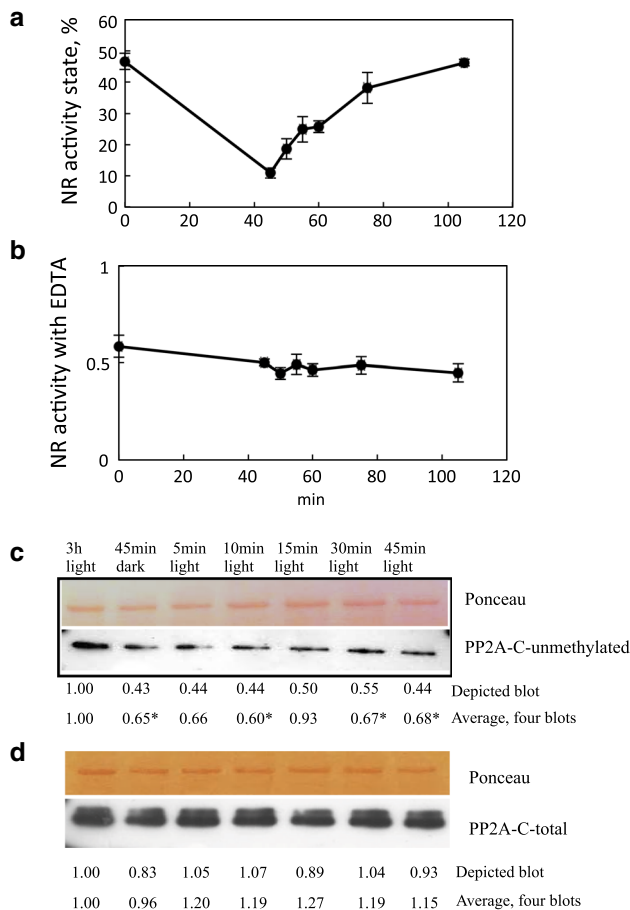 a
NR activity state, %
60
50
40
30
20
10
0
0 20 40 60 80 100 120
b
NR activity with EDTA
1
0.5
0
0 20 40 60 80 100 120
min
c
3h 45min 5min 10min 15min 30min 45min
light dark light light light light light
Ponceau
PP2A-C-unmethylated
1.00 0.43 0.44 0.44 0.50 0.55 0.44 Depicted blot
1.00 0.65* 0.66 0.60* 0.93 0.67* 0.68* Average, four blots
d
Ponceau
PP2A-C-total
1.00 0.83 1.05 1.07 0.89 1.04 0.93 Depicted blot
1.00 0.96 1.20 1.19 1.27 1.19 1.15 Average, four blots